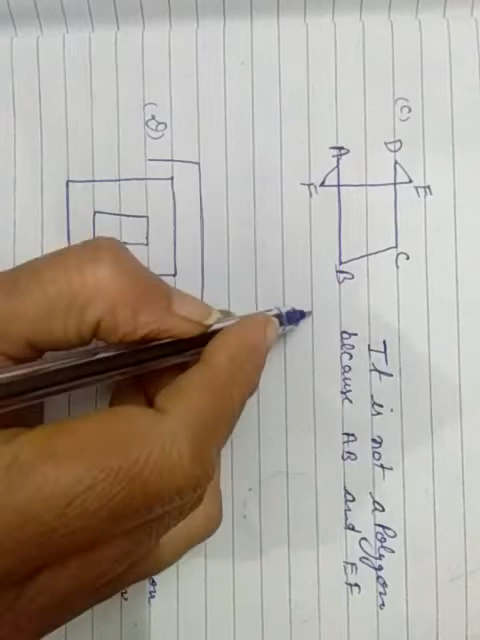 (C)
D E
A F
C
B
It is not a Polygon
because AB and EF
(d)